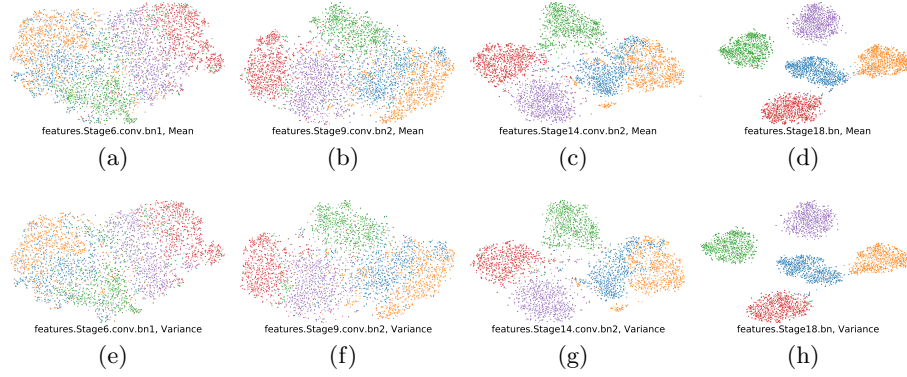 features.Stage6.conv.bn1, Mean
features.Stage9.conv.bn2, Mean
features.Stage14.conv.bn2, Mean
features.Stage18.bn, Mean
(a)
(b)
(c)
(d)
features.Stage6.conv.bn1, Variance
features.Stage9.conv.bn2, Variance
features.Stage14.conv.bn2, Variance
features.Stage18.bn, Variance
(e)
(f)
(g)
(h)